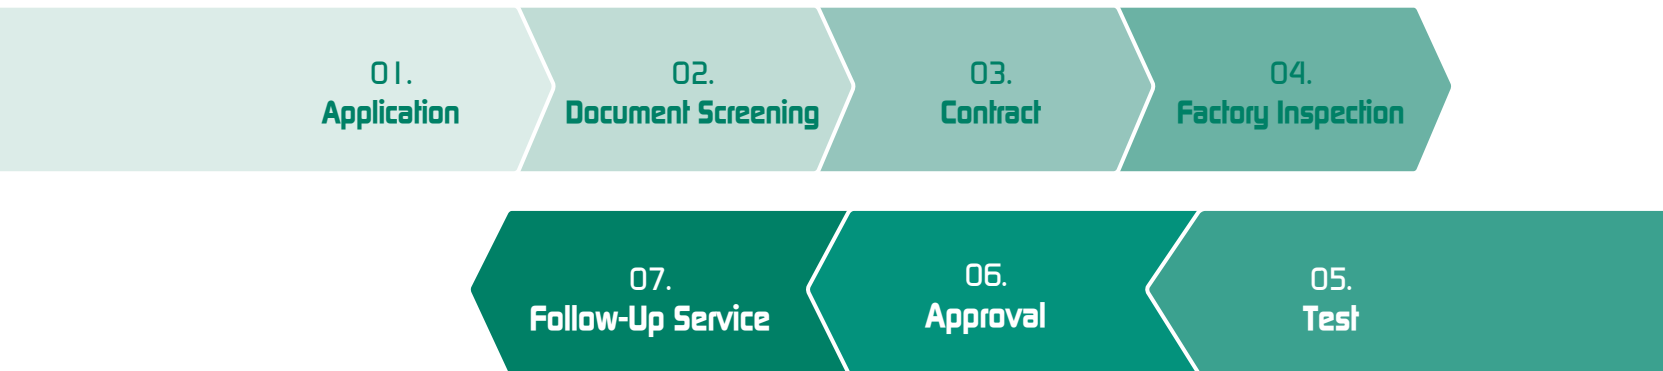 01.
Application
02.
Document Screening
03.
Contract
04.
Factory Inspection
05.
Test
06.
Approval
07.
Follow-Up Service